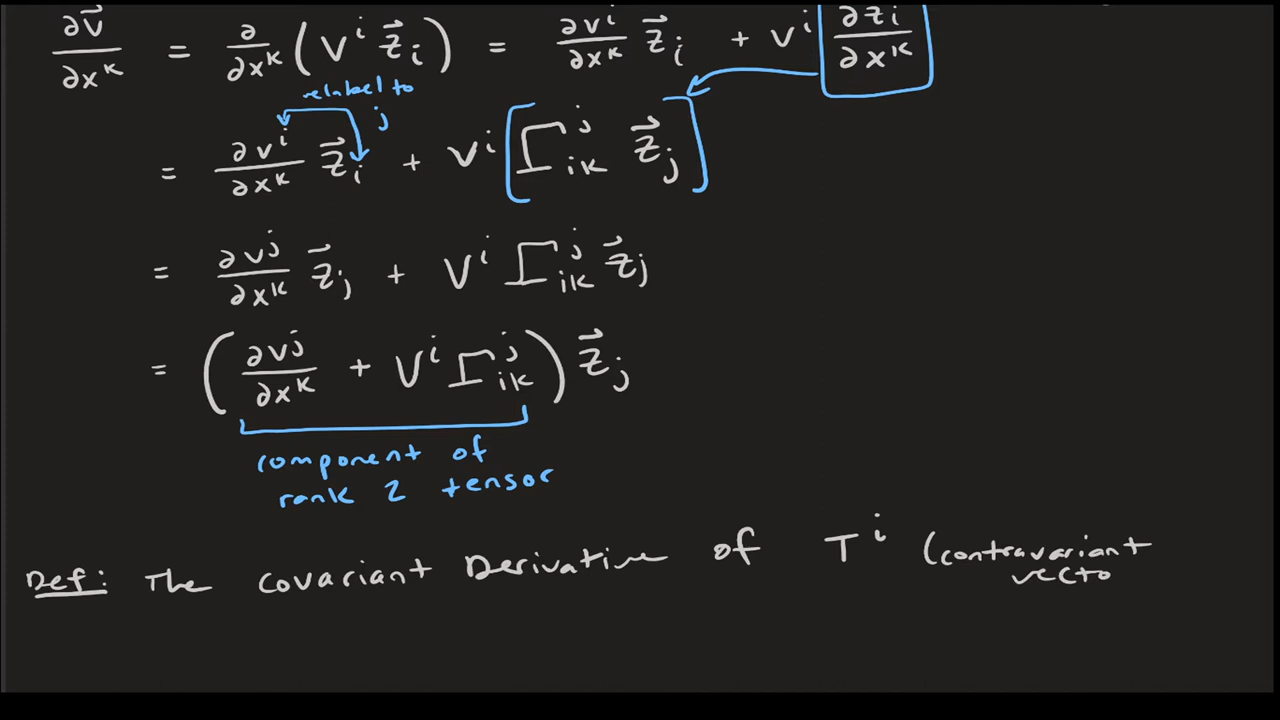 ∂v⃗/∂x^k = ∂/∂x^k (v^i z⃗_i) = ∂v^i/∂x^k z⃗_i + v^i ∂z_i/∂x^k
relabel to
j
= ∂v^i/∂x^k z⃗_i + v^i [Γ^j_ik z⃗_j]
= ∂v^j/∂x^k z⃗_j + v^i Γ^j_ik z⃗_j
= (∂v^j/∂x^k + v^i Γ^j_ik) z⃗_j
component of
rank 2 tensor
Def: The Covariant Derivative of T^i (contravariant
vecto